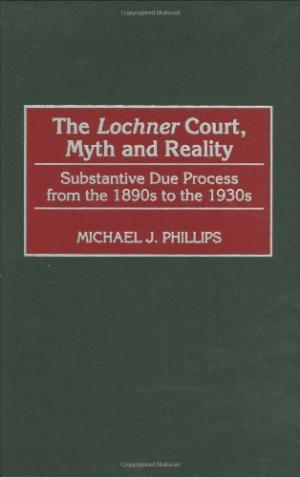 The Lochner Court,
Myth and Reality
Substantive Due Process
from the 1890s to the 1930s
MICHAEL J. PHILLIPS